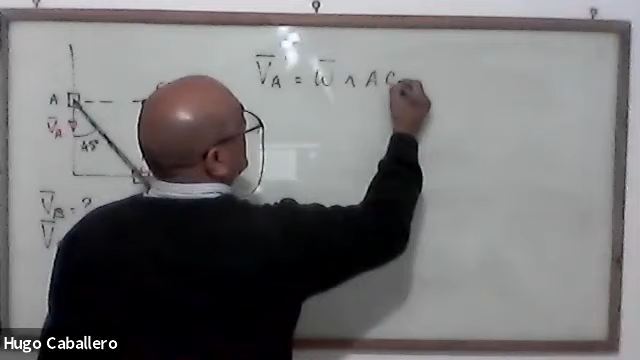 V̄A = W̄ ∧ AC
A
V̄A
45°
V̄B = ?
V̄
Hugo Caballero